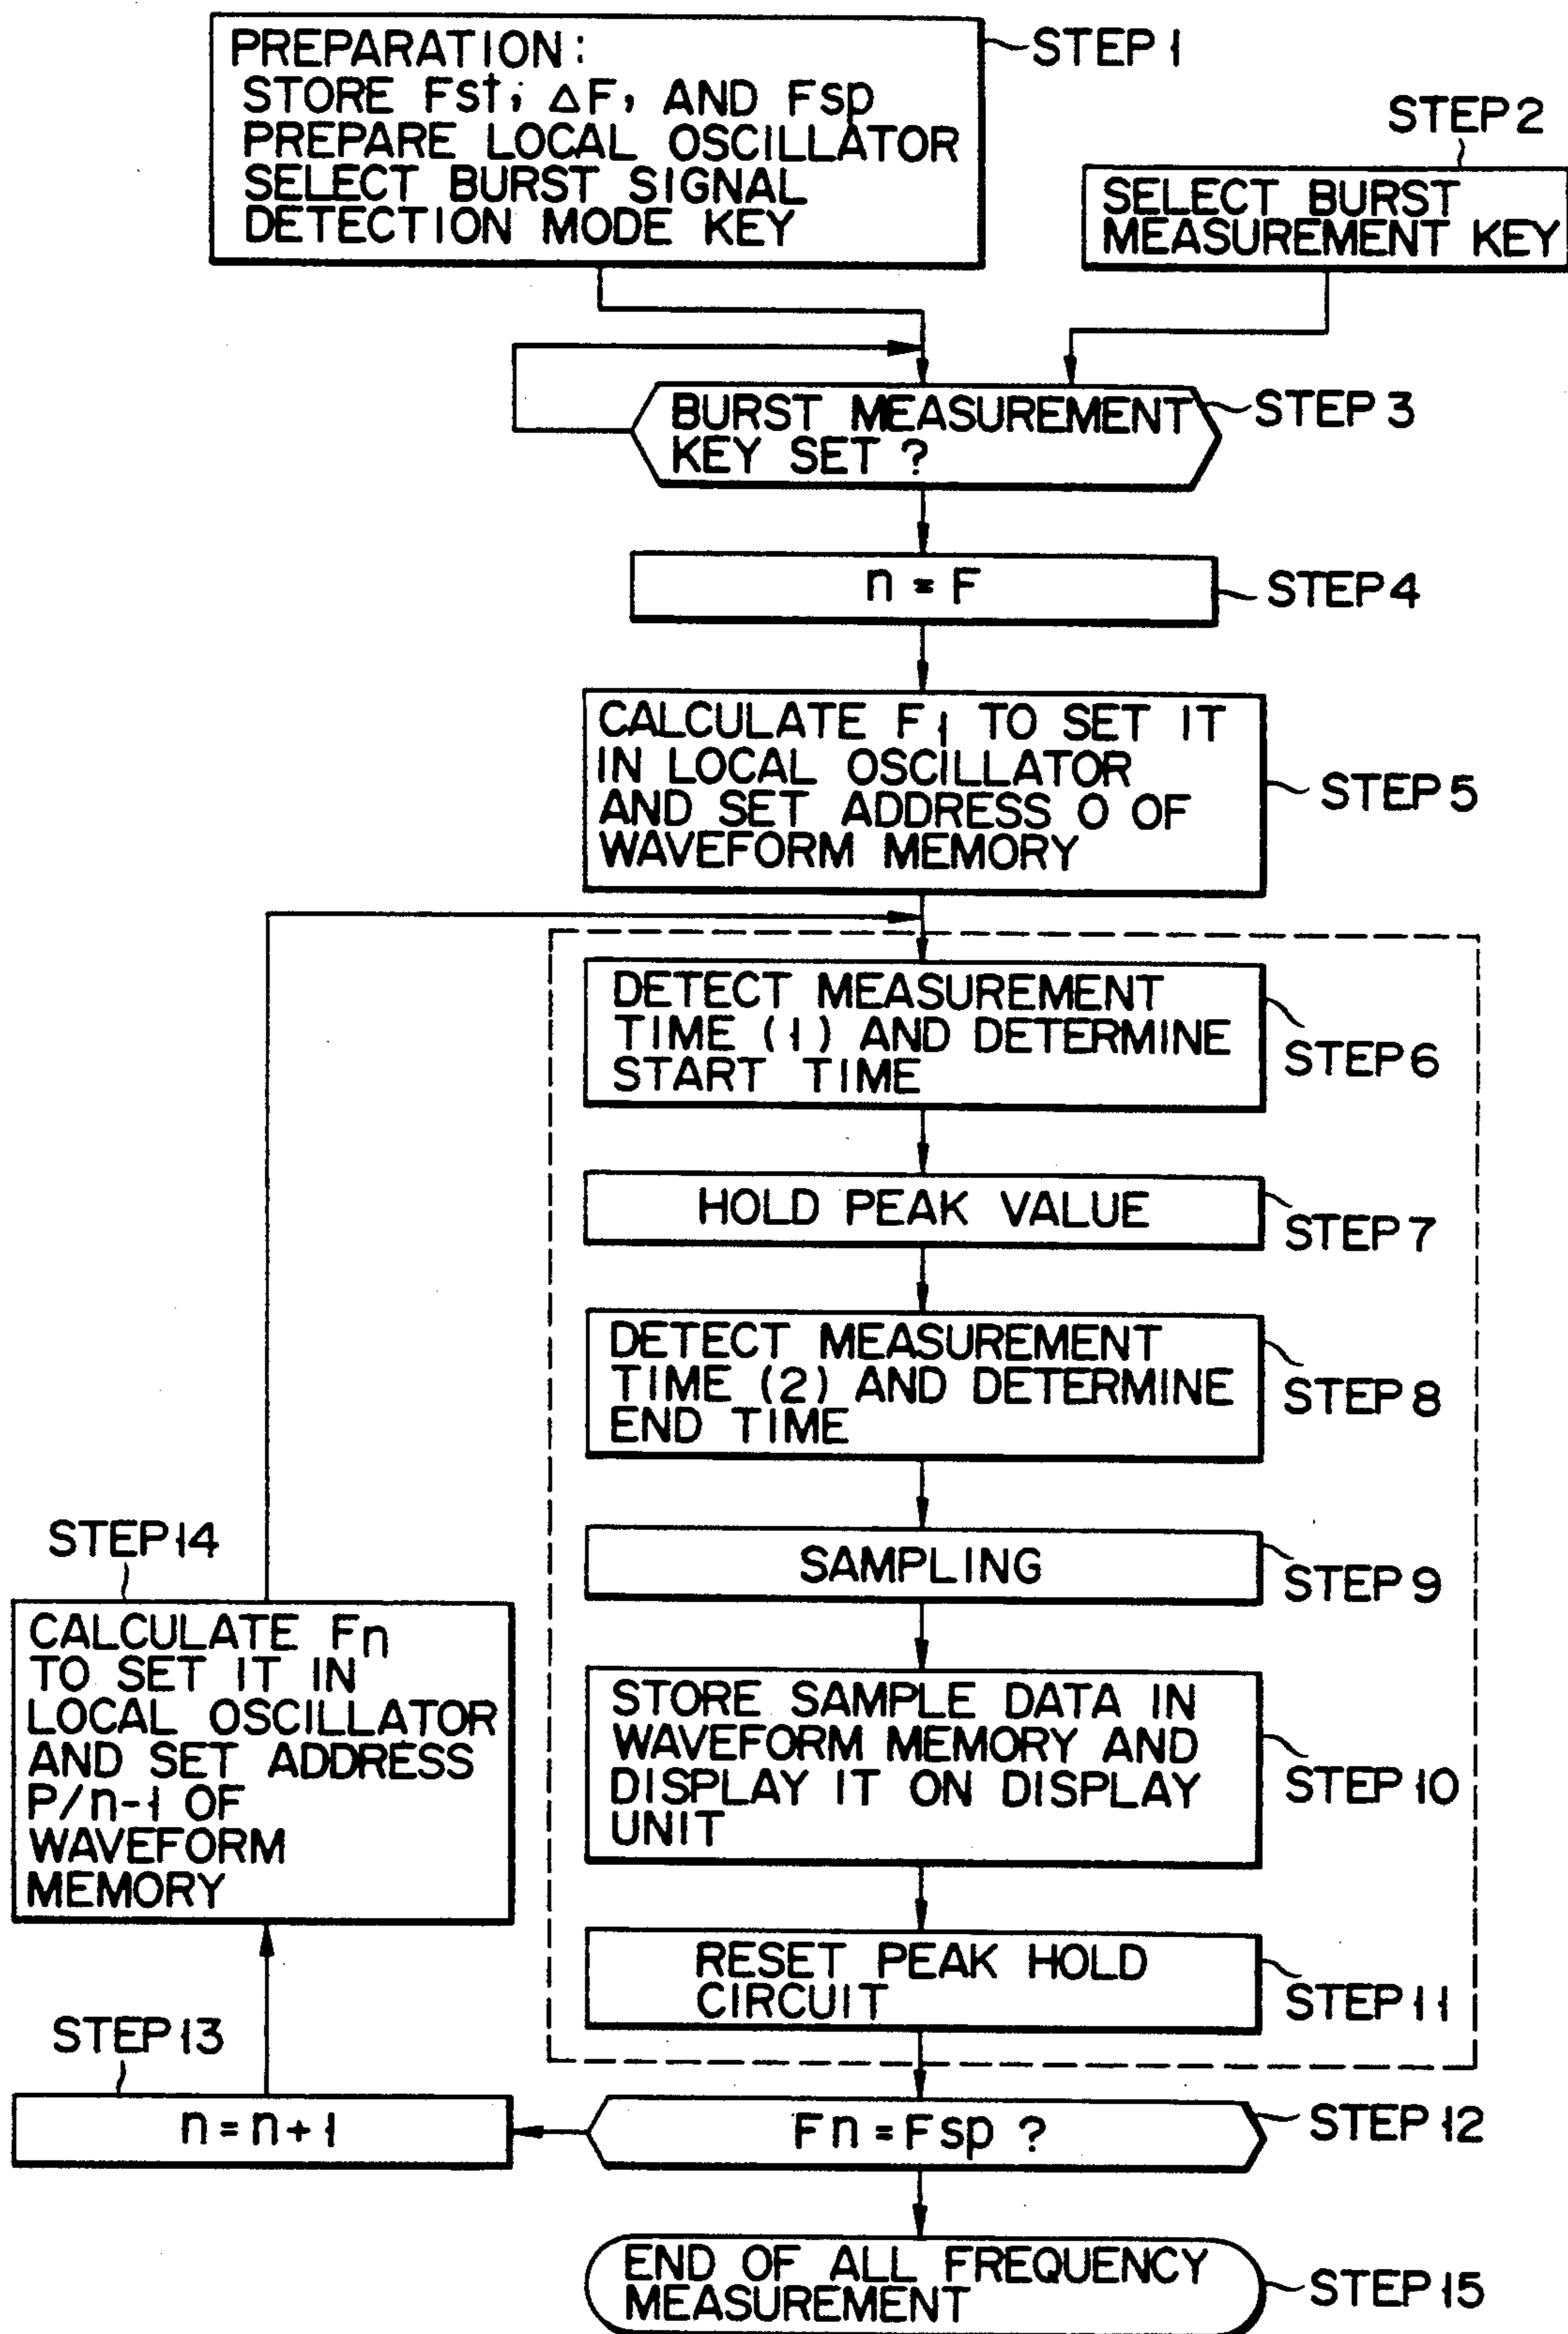 PREPARATION:
STORE Fst, ΔF, AND Fsp
PREPARE LOCAL OSCILLATOR
SELECT BURST SIGNAL
DETECTION MODE KEY
STEP 1
STEP 2
SELECT BURST
MEASUREMENT KEY
BURST MEASUREMENT
KEY SET ?
STEP 3
n = F
STEP 4
CALCULATE F1 TO SET IT
IN LOCAL OSCILLATOR
AND SET ADDRESS 0 OF
WAVEFORM MEMORY
STEP 5
DETECT MEASUREMENT
TIME (1) AND DETERMINE
START TIME
STEP 6
HOLD PEAK VALUE
STEP 7
DETECT MEASUREMENT
TIME (2) AND DETERMINE
END TIME
STEP 8
SAMPLING
STEP 9
STORE SAMPLE DATA IN
WAVEFORM MEMORY AND
DISPLAY IT ON DISPLAY
UNIT
STEP 10
RESET PEAK HOLD
CIRCUIT
STEP 11
Fn = Fsp ?
STEP 12
STEP 13
n = n + 1
STEP 14
CALCULATE Fn
TO SET IT IN
LOCAL OSCILLATOR
AND SET ADDRESS
P/n-1 OF
WAVEFORM
MEMORY
END OF ALL FREQUENCY
MEASUREMENT
STEP 15